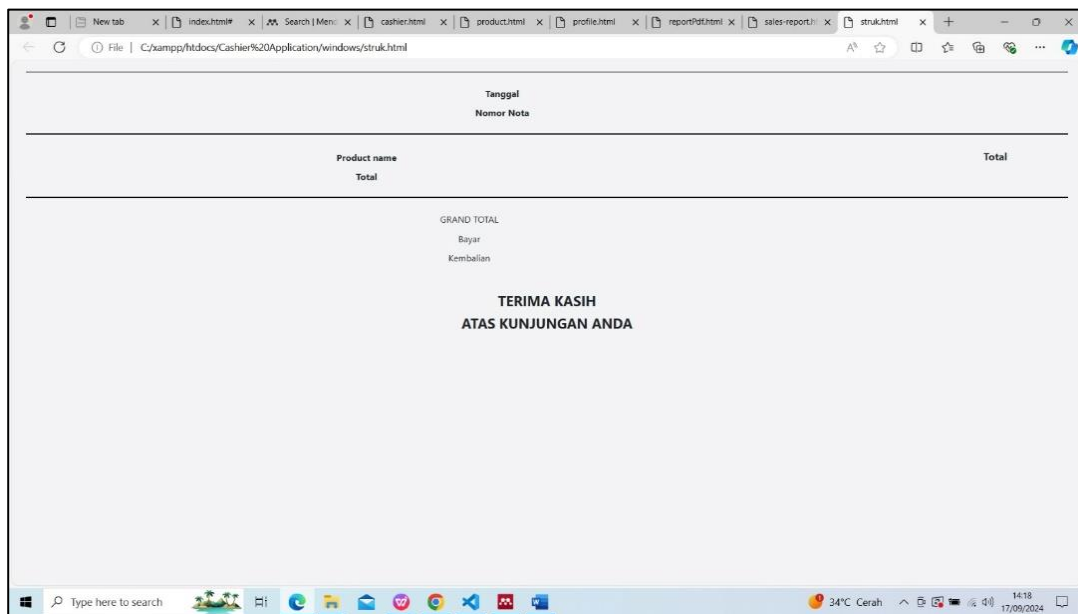 New tab
index.html#
Search | Mend
cashier.html
product.html
profile.html
reportPdf.html
sales-report.h
struk.html
File | C:/xampp/htdocs/Cashier%20Application/windows/struk.html
Tanggal
Nomor Nota
Product name Total
Total
GRAND TOTAL
Bayar
Kembalian
TERIMA KASIH
ATAS KUNJUNGAN ANDA
Type here to search
34°C Cerah
14:18
17/09/2024